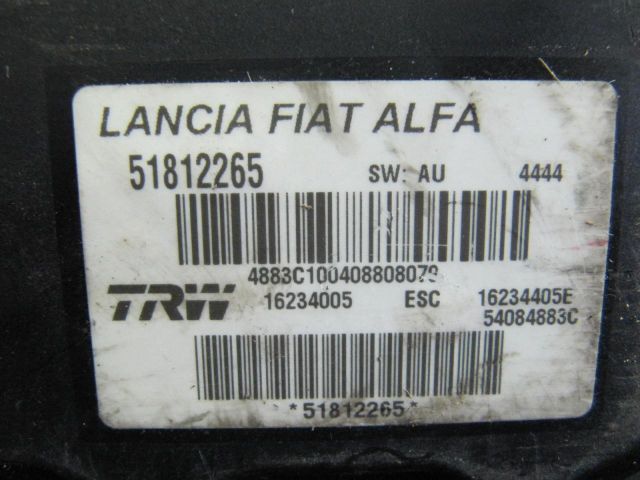 LANCIA FIAT ALFA
51812265 SW: AU 4444
4883C100408808079
TRW 16234005 ESC 16234405E
54084883C
*51812265*